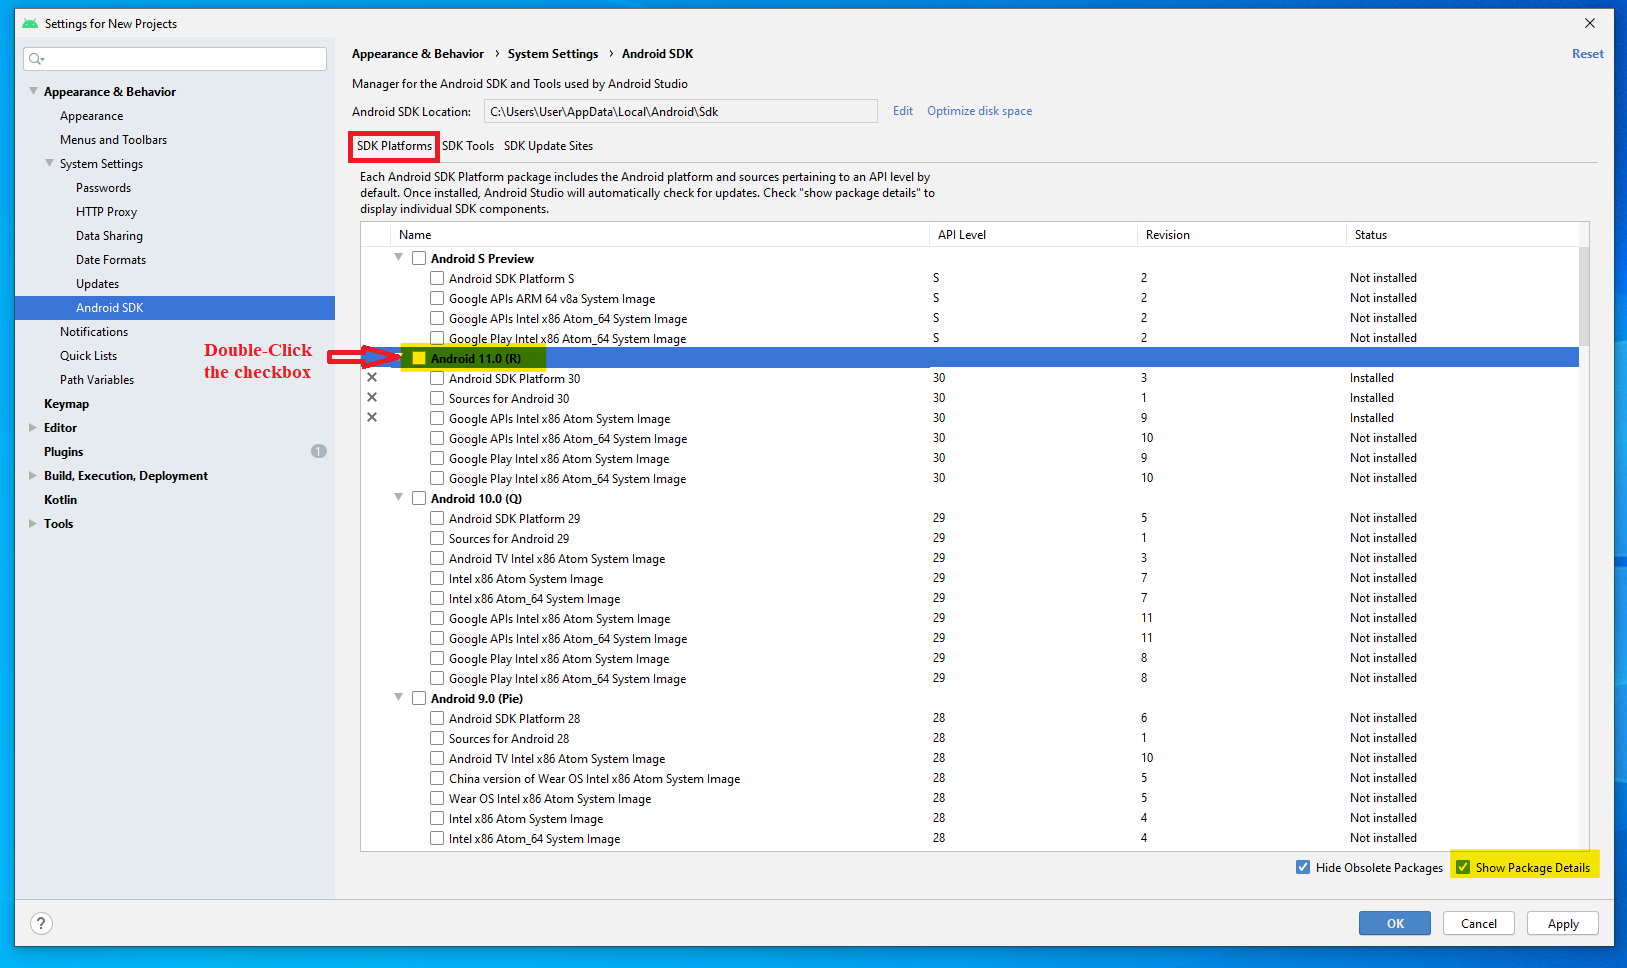 Settings for New Projects
Appearance & Behavior
Appearance
Menus and Toolbars
System Settings
Passwords
HTTP Proxy
Data Sharing
Date Formats
Updates
Android SDK
Notifications
Quick Lists
Path Variables
Keymap
Editor
Plugins 1
Build, Execution, Deployment
Kotlin
Tools
Double-Click
the checkbox
Appearance & Behavior › System Settings › Android SDK
Reset
Manager for the Android SDK and Tools used by Android Studio
Android SDK Location: C:\Users\User\AppData\Local\Android\Sdk Edit Optimize disk space
SDK Platforms SDK Tools SDK Update Sites
Each Android SDK Platform package includes the Android platform and sources pertaining to an API level by
default. Once installed, Android Studio will automatically check for updates. Check "show package details" to
display individual SDK components.
Name API Level Revision Status
Android S Preview
Android SDK Platform S S 2 Not installed
Google APIs ARM 64 v8a System Image S 2 Not installed
Google APIs Intel x86 Atom_64 System Image S 2 Not installed
Google Play Intel x86 Atom_64 System Image S 2 Not installed
Android 11.0 (R)
Android SDK Platform 30 30 3 Installed
Sources for Android 30 30 1 Installed
Google APIs Intel x86 Atom System Image 30 9 Installed
Google APIs Intel x86 Atom_64 System Image 30 10 Not installed
Google Play Intel x86 Atom System Image 30 9 Not installed
Google Play Intel x86 Atom_64 System Image 30 10 Not installed
Android 10.0 (Q)
Android SDK Platform 29 29 5 Not installed
Sources for Android 29 29 1 Not installed
Android TV Intel x86 Atom System Image 29 3 Not installed
Intel x86 Atom System Image 29 7 Not installed
Intel x86 Atom_64 System Image 29 7 Not installed
Google APIs Intel x86 Atom System Image 29 11 Not installed
Google APIs Intel x86 Atom_64 System Image 29 11 Not installed
Google Play Intel x86 Atom System Image 29 8 Not installed
Google Play Intel x86 Atom_64 System Image 29 8 Not installed
Android 9.0 (Pie)
Android SDK Platform 28 28 6 Not installed
Sources for Android 28 28 1 Not installed
Android TV Intel x86 Atom System Image 28 10 Not installed
China version of Wear OS Intel x86 Atom System Image 28 5 Not installed
Wear OS Intel x86 Atom System Image 28 5 Not installed
Intel x86 Atom System Image 28 4 Not installed
Intel x86 Atom_64 System Image 28 4 Not installed
Hide Obsolete Packages Show Package Details
? OK Cancel Apply